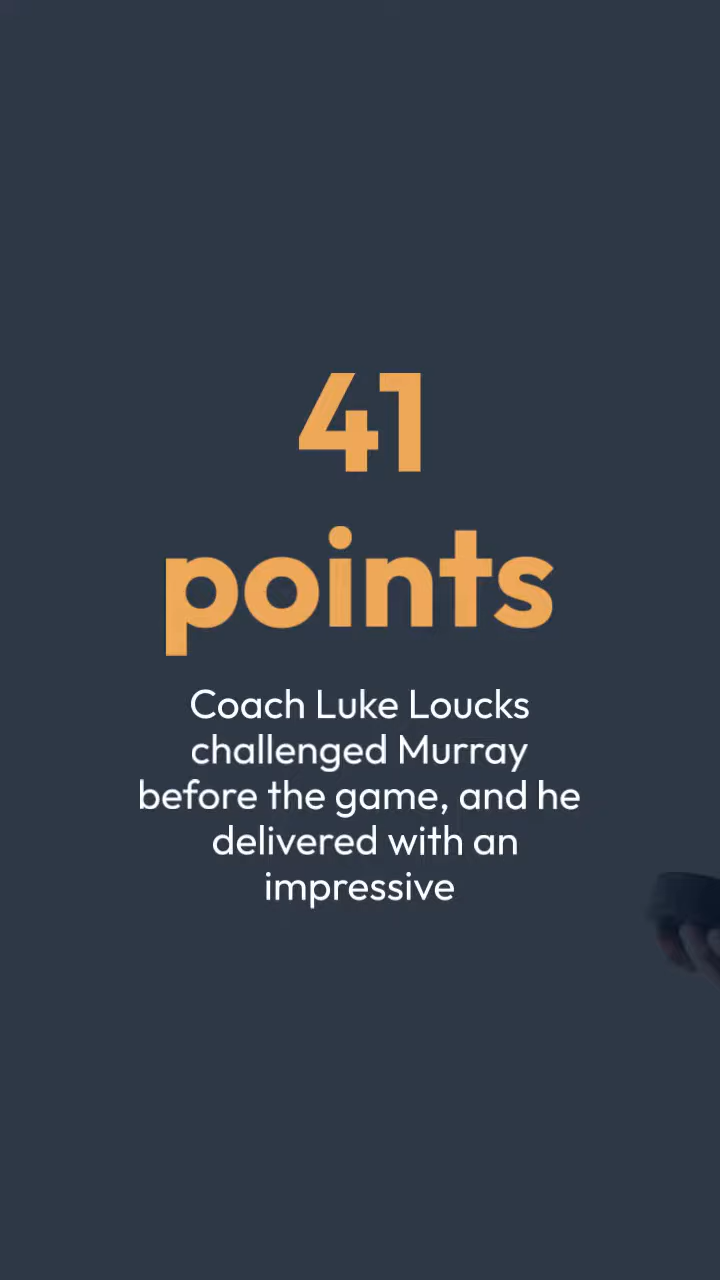 41
points
Coach Luke Loucks
challenged Murray
before the game, and he
delivered with an
impressive